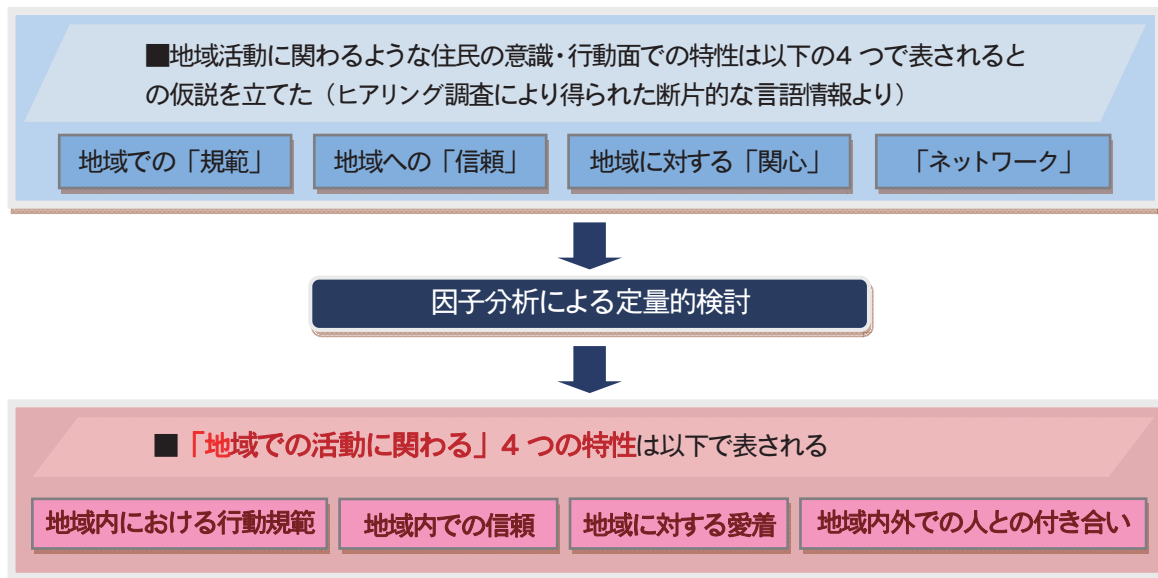 ■地域活動に関わるような住民の意識・行動面での特性は以下の4 つで表されると
の仮説を立てた（ヒアリング調査により得られた断片的な言語情報より）
地域での「規範」
地域への「信頼」
地域に対する「関心」
「ネットワーク」
因子分析による定量的検討
■「地域での活動に関わる」4 つの特性は以下で表される
地域内における行動規範
地域内での信頼
地域に対する愛着
地域内外での人との付き合い